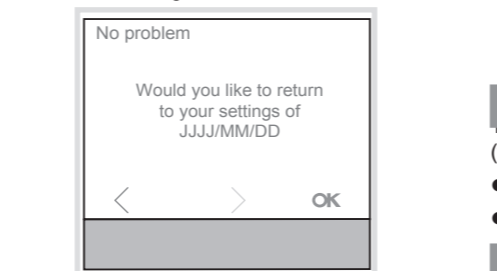 No problem
Would you like to return
to your settings of
JJJJ/MM/DD
< > OK
(